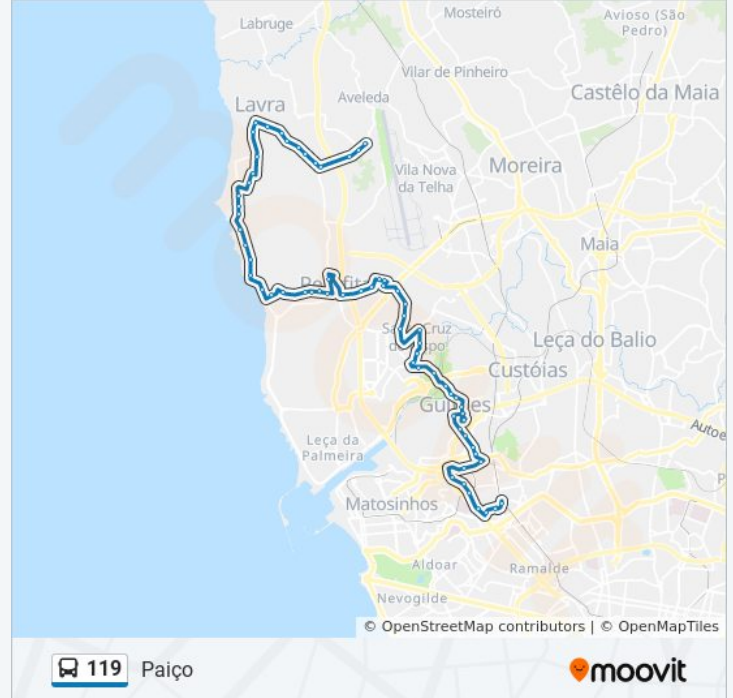 Mosteiró
Avioso (São
Pedro)
Labruge
Vilar de Pinheiro
Castêlo da Maia
Aveleda
Lavra
Moreira
Vila Nova
da Telha
Maia
Leça do Balio
Custóias
Leça da
Palmeira
Matosinhos
Aldoar
Ramalde
Nevogilde
© OpenStreetMap contributors | © OpenMapTiles
119 Paiço
moovit